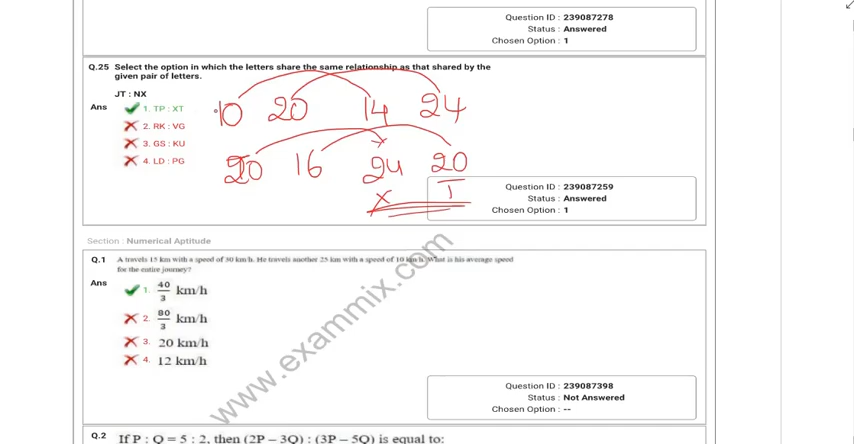 Question ID : 239087278
Status : Answered
Chosen Option : 1
Q.25 Select the option in which the letters share the same relationship as that shared by the
given pair of letters.
JT : NX
Ans 1. TP : XT
2. RK : VG
3. GS : KU
4. LD : PG
10 20 14 24
20 16 24 20
X T
Question ID : 239087259
Status : Answered
Chosen Option : 1
Section : Numerical Aptitude
Q.1 A travels 15 km with a speed of 30 km/h. He travels another 25 km with a speed of 10 km/h. What is his average speed
for the entire journey?
Ans 1. 40/3 km/h
2. 80/3 km/h
3. 20 km/h
4. 12 km/h
www.exammix.com
Question ID : 239087398
Status : Not Answered
Chosen Option : --
Q.2 If P : Q = 5 : 2, then (2P – 3Q) : (3P – 5Q) is equal to: